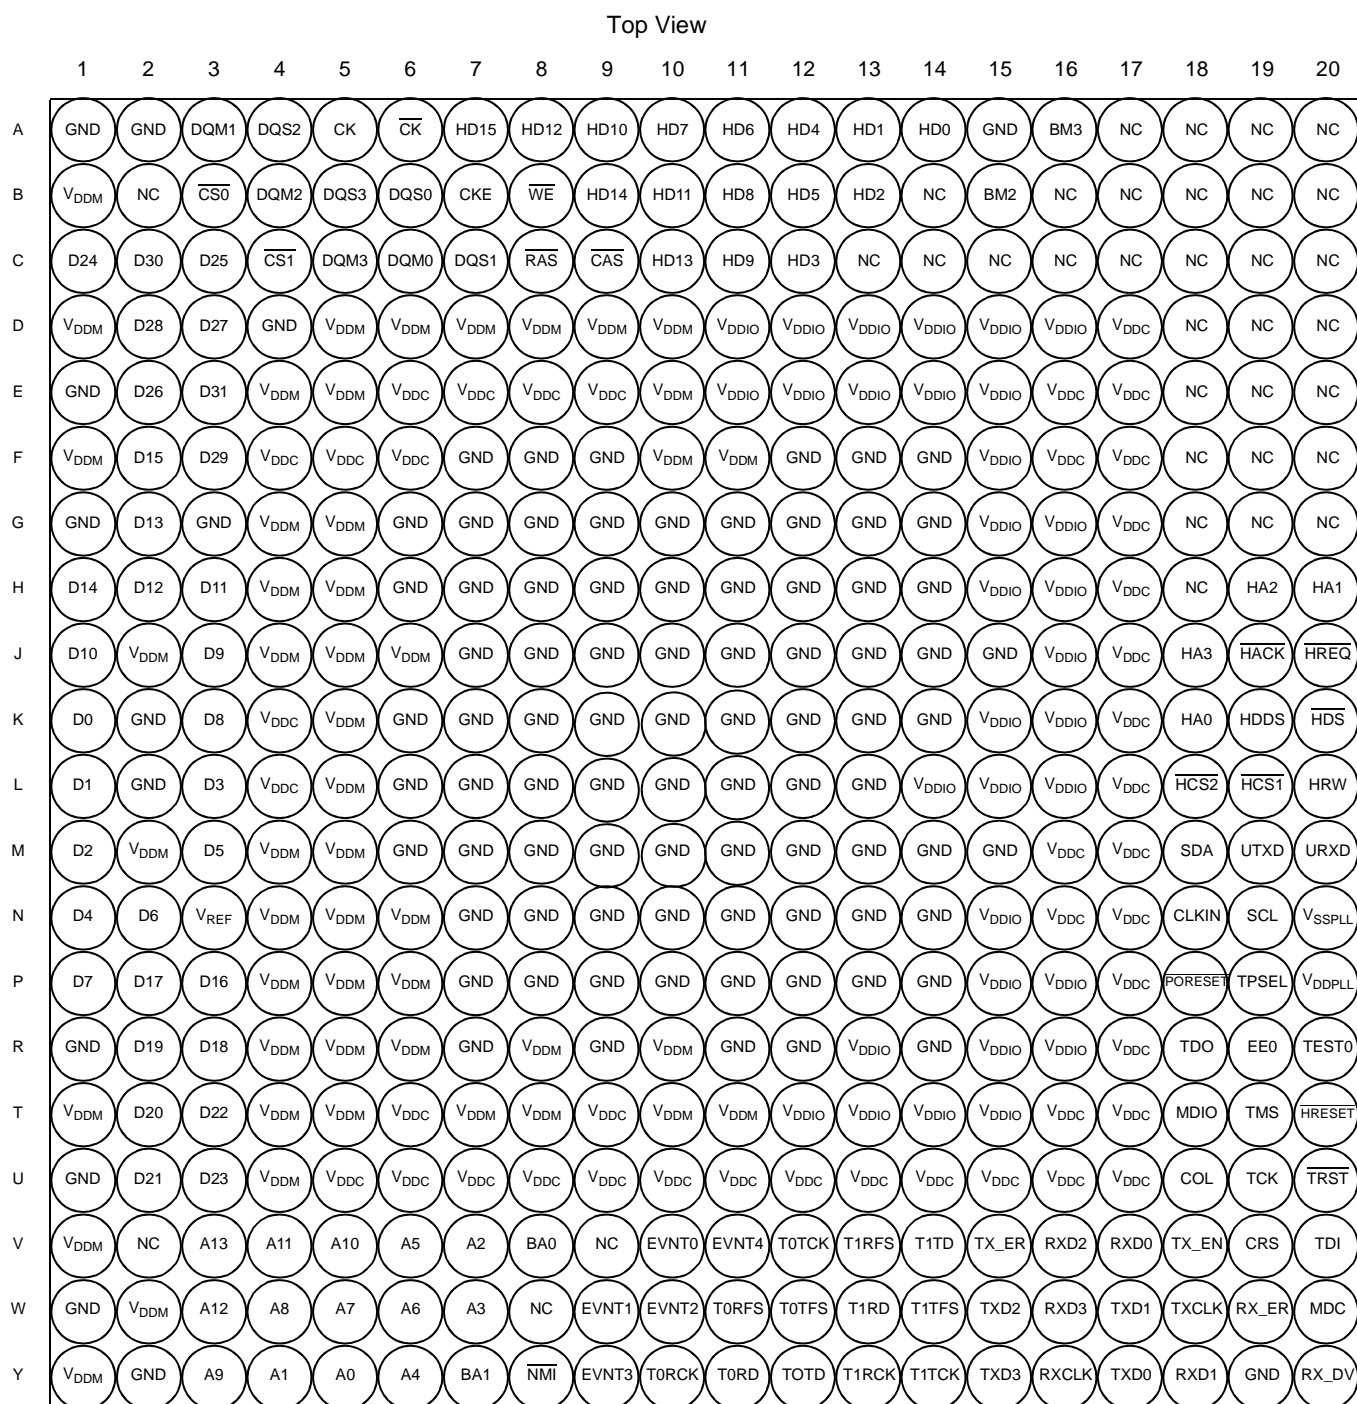 Top View
1 2 3 4 5 6 7 8 9 10 11 12 13 14 15 16 17 18 19 20
A GND GND DQM1 DQS2 CK CK HD15 HD12 HD10 HD7 HD6 HD4 HD1 HD0 GND BM3 NC NC NC NC
B VDDM NC CS0 DQM2 DQS3 DQS0 CKE WE HD14 HD11 HD8 HD5 HD2 NC BM2 NC NC NC NC NC
C D24 D30 D25 CS1 DQM3 DQM0 DQS1 RAS CAS HD13 HD9 HD3 NC NC NC NC NC NC NC NC
D VDDM D28 D27 GND VDDM VDDM VDDM VDDM VDDM VDDM VDDIO VDDIO VDDIO VDDIO VDDIO VDDIO VDDC NC NC NC
E GND D26 D31 VDDM VDDM VDDC VDDC VDDC VDDC VDDM VDDIO VDDIO VDDIO VDDIO VDDIO VDDC VDDC NC NC NC
F VDDM D15 D29 VDDC VDDC VDDC GND GND GND VDDM VDDM GND GND GND VDDIO VDDC VDDC NC NC NC
G GND D13 GND VDDM VDDM GND GND GND GND GND GND GND GND GND VDDIO VDDIO VDDC NC NC NC
H D14 D12 D11 VDDM VDDM GND GND GND GND GND GND GND GND GND VDDIO VDDIO VDDC NC HA2 HA1
J D10 VDDM D9 VDDM VDDM VDDM GND GND GND GND GND GND GND GND GND VDDIO VDDC HA3 HACK HREQ
K D0 GND D8 VDDC VDDM GND GND GND GND GND GND GND GND GND VDDIO VDDIO VDDC HA0 HDDS HDS
L D1 GND D3 VDDC VDDM GND GND GND GND GND GND GND GND VDDIO VDDIO VDDIO VDDC HCS2 HCS1 HRW
M D2 VDDM D5 VDDM VDDM GND GND GND GND GND GND GND GND GND GND VDDC VDDC SDA UTXD URXD
N D4 D6 VREF VDDM VDDM VDDM GND GND GND GND GND GND GND GND VDDIO VDDC VDDC CLKIN SCL VSSPLL
P D7 D17 D16 VDDM VDDM VDDM GND GND GND GND GND GND GND GND VDDIO VDDIO VDDC PORESET TPSEL VDDPLL
R GND D19 D18 VDDM VDDM VDDM GND VDDM GND VDDM GND GND VDDIO GND VDDIO VDDIO VDDC TDO EE0 TEST0
T VDDM D20 D22 VDDM VDDM VDDC VDDM VDDM VDDC VDDM VDDM VDDIO VDDIO VDDIO VDDIO VDDC VDDC MDIO TMS HRESET
U GND D21 D23 VDDM VDDC VDDC VDDC VDDC VDDC VDDC VDDC VDDC VDDC VDDC VDDC VDDC VDDC COL TCK TRST
V VDDM NC A13 A11 A10 A5 A2 BA0 NC EVNT0 EVNT4 T0TCK T1RFS T1TD TX_ER RXD2 RXD0 TX_EN CRS TDI
W GND VDDM A12 A8 A7 A6 A3 NC EVNT1 EVNT2 T0RFS T0TFS T1RD T1TFS TXD2 RXD3 TXD1 TXCLK RX_ER MDC
Y VDDM GND A9 A1 A0 A4 BA1 NMI EVNT3 T0RCK T0RD TOTD T1RCK T1TCK TXD3 RXCLK TXD0 RXD1 GND RX_DV